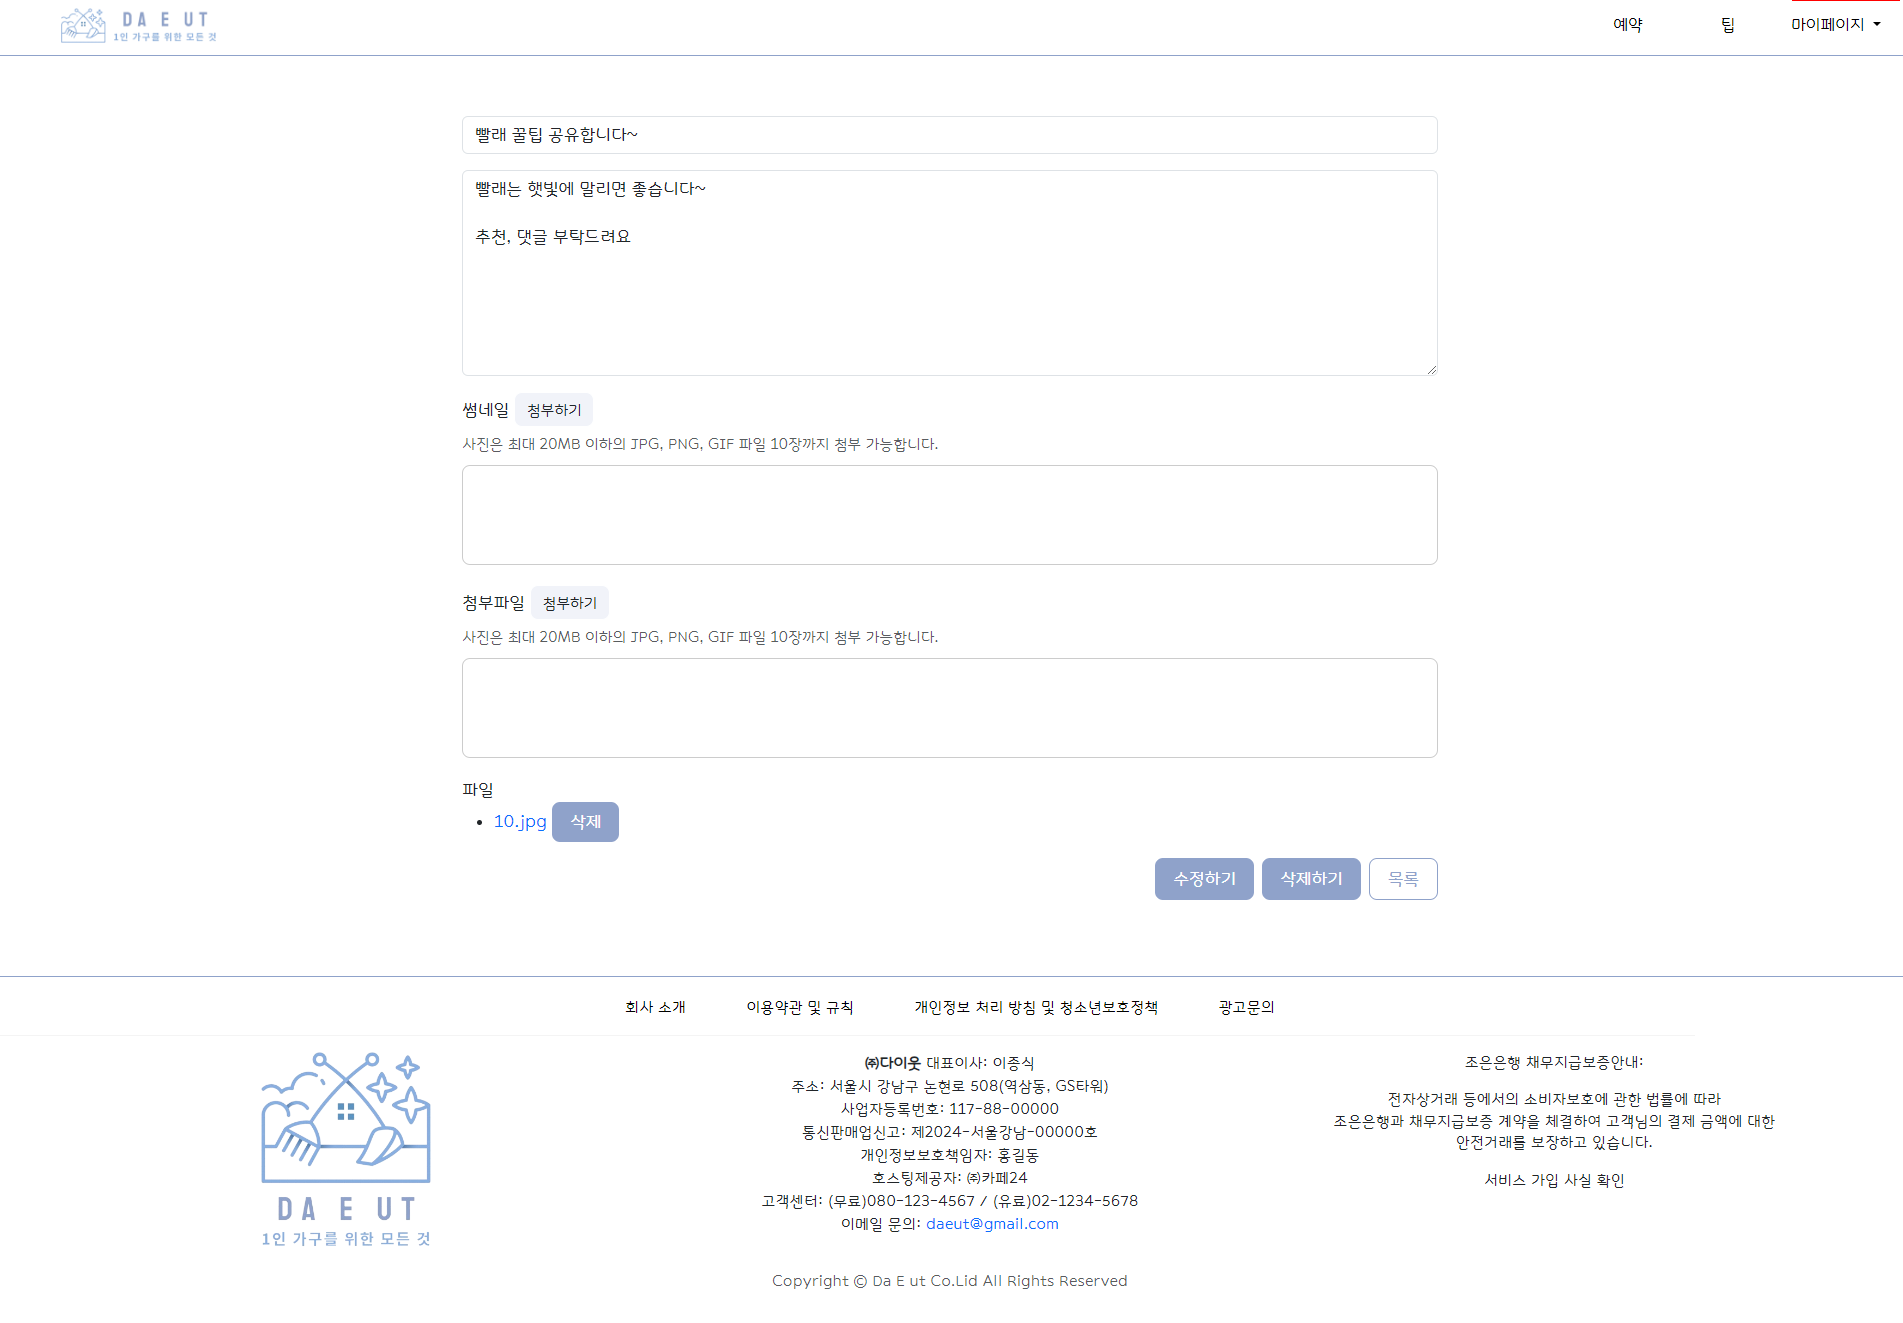 DA E UT
1인 가구를 위한 모든 것
예약
팁
마이페이지
빨래 꿀팁 공유합니다~
빨래는 햇빛에 말리면 좋습니다~
추천, 댓글 부탁드려요
썸네일 첨부하기
사진은 최대 20MB 이하의 JPG, PNG, GIF 파일 10장까지 첨부 가능합니다.
첨부파일 첨부하기
사진은 최대 20MB 이하의 JPG, PNG, GIF 파일 10장까지 첨부 가능합니다.
파일
10.jpg 삭제
수정하기 삭제하기 목록
회사 소개 이용약관 및 규칙 개인정보 처리 방침 및 청소년보호정책 광고문의
DA E UT
1인 가구를 위한 모든 것
㈜다이웃 대표이사: 이종식
주소: 서울시 강남구 논현로 508(역삼동, GS타워)
사업자등록번호: 117-88-00000
통신판매업신고: 제2024-서울강남-00000호
개인정보보호책임자: 홍길동
호스팅제공자: ㈜카페24
고객센터: (무료)080-123-4567 / (유료)02-1234-5678
이메일 문의: daeut@gmail.com
조은은행 채무지급보증안내:
전자상거래 등에서의 소비자보호에 관한 법률에 따라
조은은행과 채무지급보증 계약을 체결하여 고객님의 결제 금액에 대한
안전거래를 보장하고 있습니다.
서비스 가입 사실 확인
Copyright © Da E ut Co.Lid All Rights Reserved